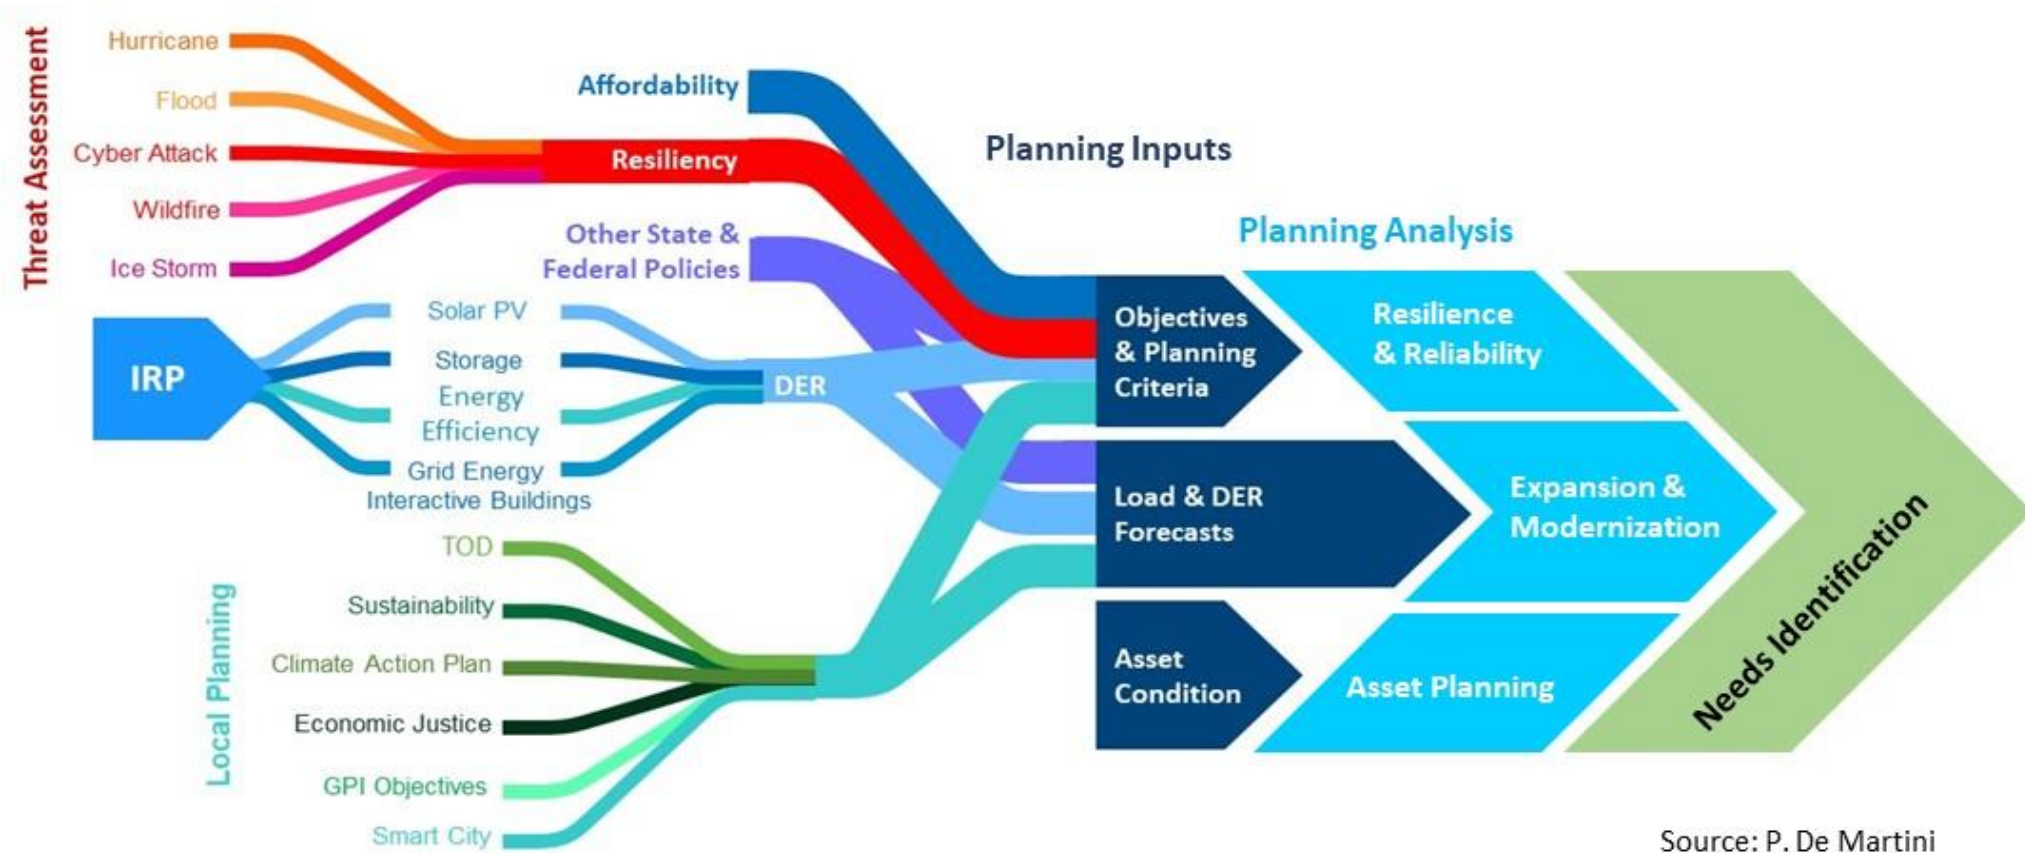 Threat Assessment
Hurricane
Flood
Cyber Attack
Wildfire
Ice Storm
Affordability
Resiliency
Other State &
Federal Policies
IRP
Solar PV
Storage
Energy
Efficiency
Grid Energy
Interactive Buildings
DER
Local Planning
TOD
Sustainability
Climate Action Plan
Economic Justice
GPI Objectives
Smart City
Planning Inputs
Objectives
& Planning
Criteria
Load & DER
Forecasts
Asset
Condition
Planning Analysis
Resilience
& Reliability
Expansion &
Modernization
Asset Planning
Needs Identification
Source: P. De Martini